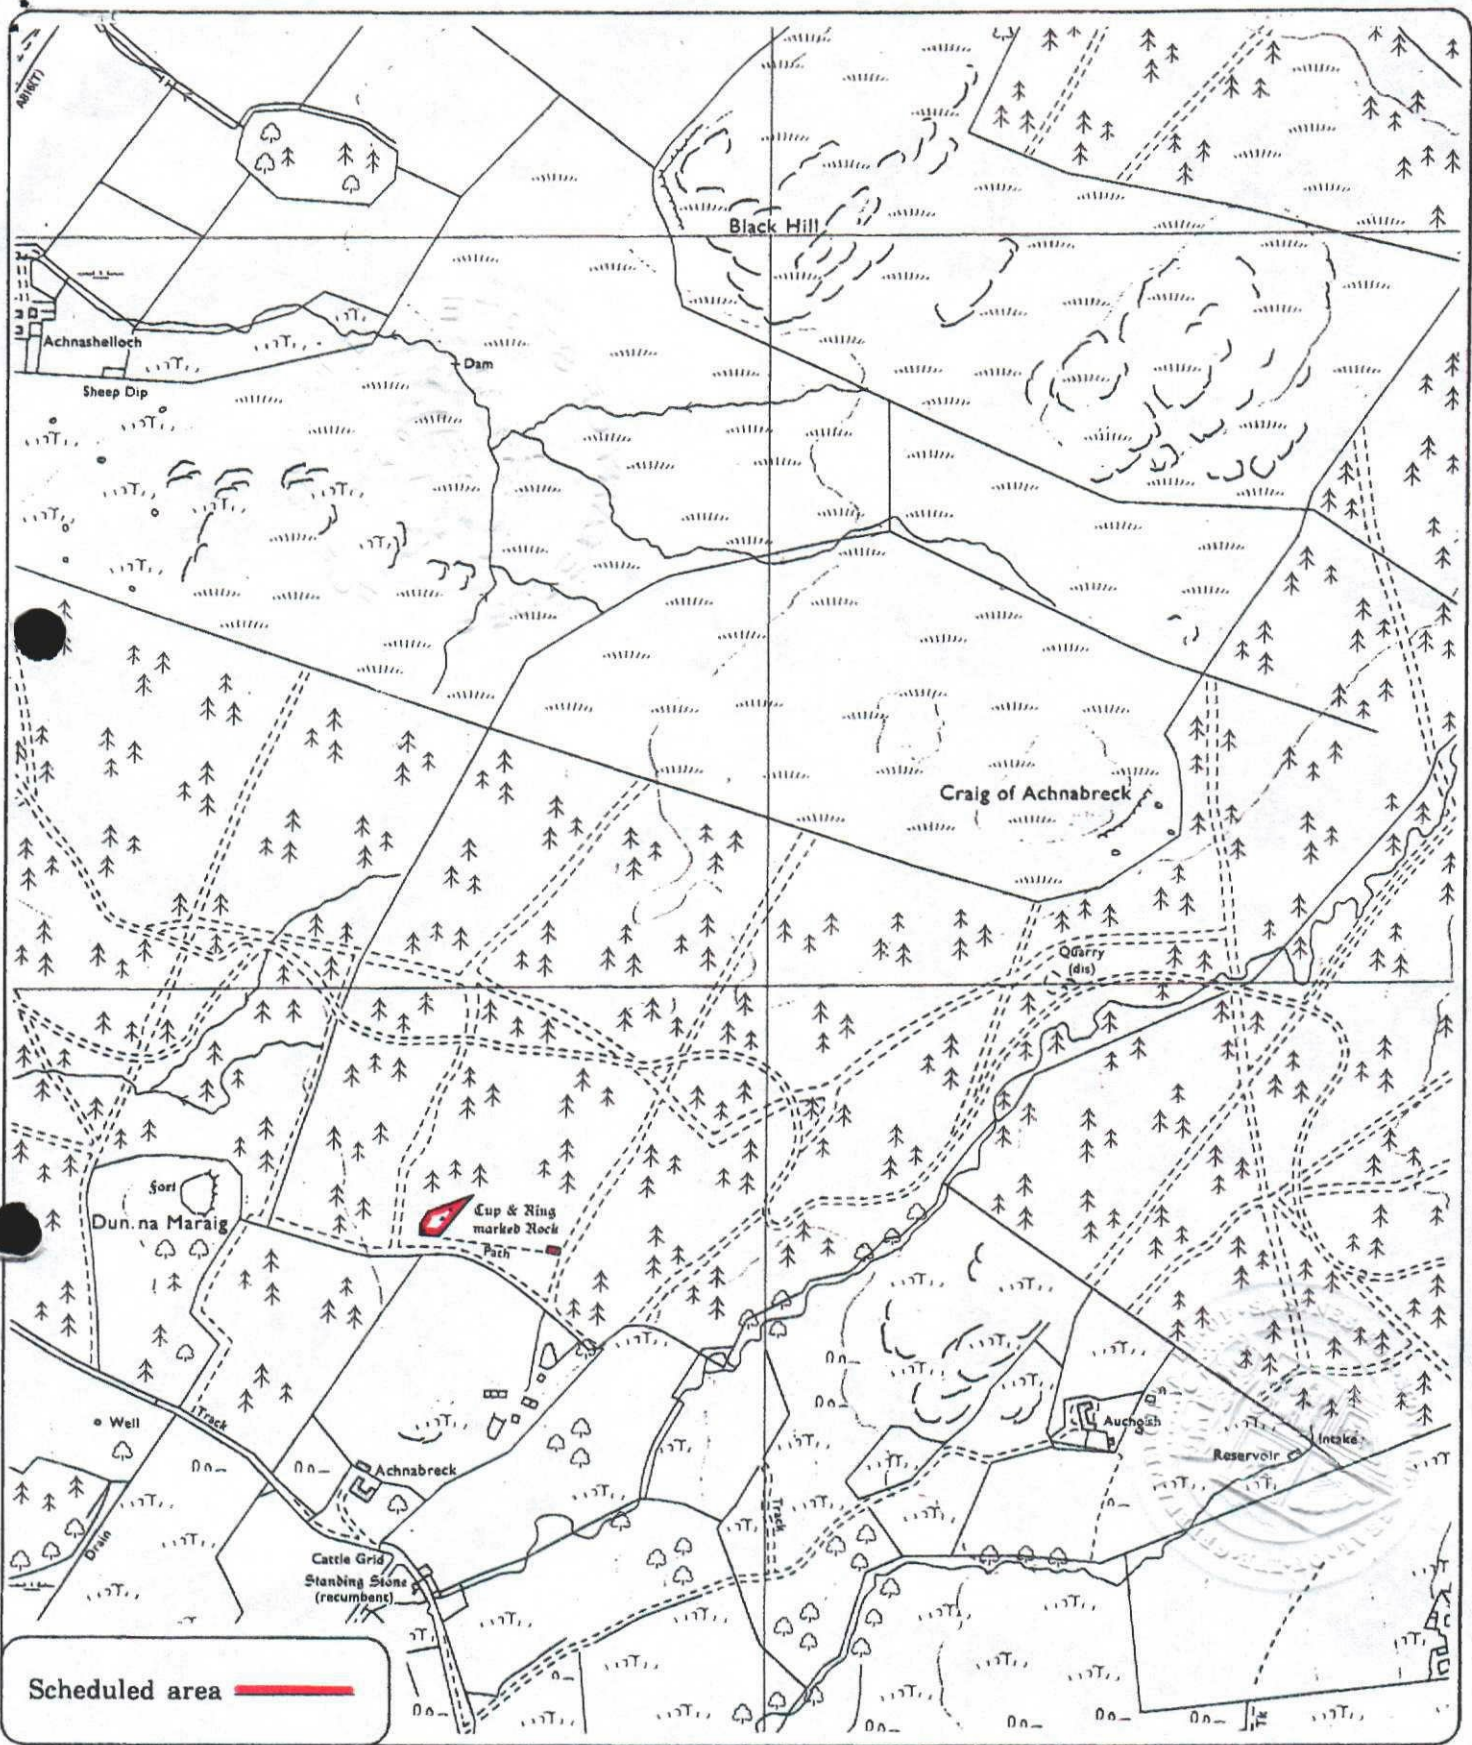 A816(T)
Black Hill
Achnashelloch
Dam
Sheep Dip
Craig of Achnabreck
Quarry
(dis)
Fort
Cup & Ring
marked Rock
Dun na Maraig
Path
Track
Well
Auchoish
Intake
Reservoir
Achnabreck
Track
Drain
Cattle Grid
Standing Stone
(recumbent)
Scheduled area
Tk